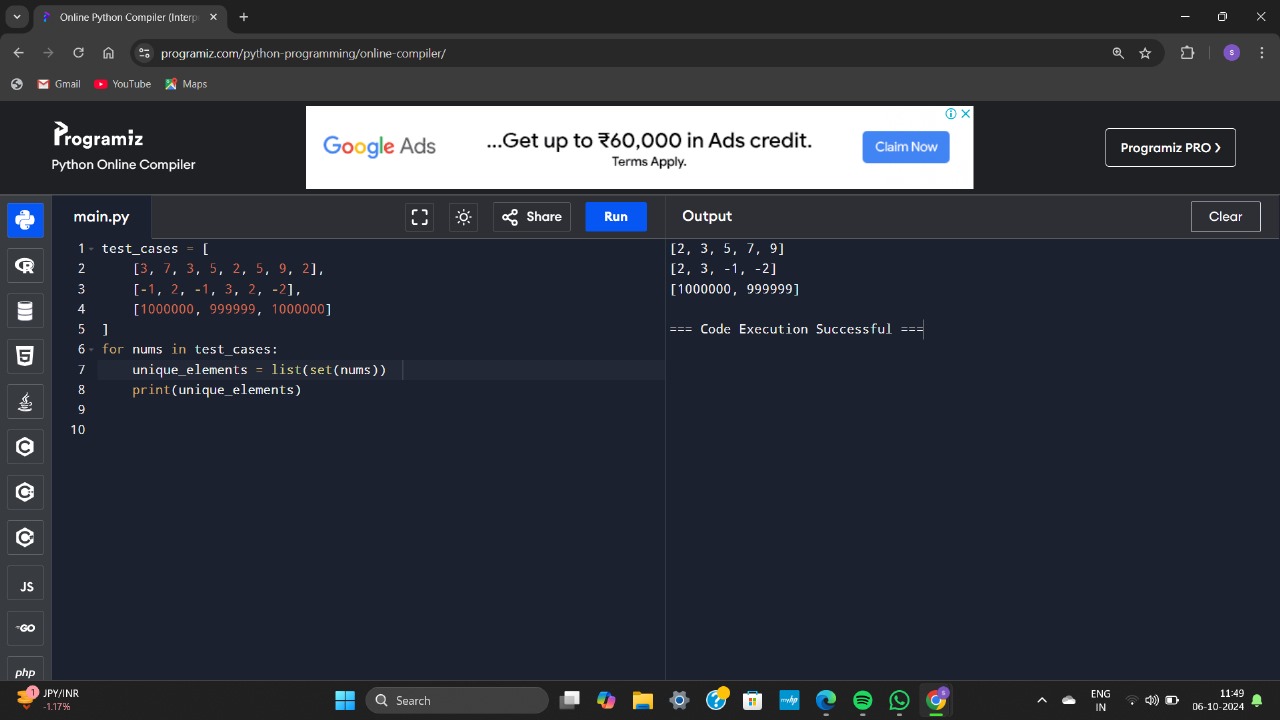 Online Python Compiler (Interp
programiz.com/python-programming/online-compiler/
S
Gmail
YouTube
Maps
Programiz
Python Online Compiler
Google Ads
...Get up to ₹60,000 in Ads credit.
Terms Apply.
Claim Now
Programiz PRO ›
main.py
Share
Run
Output
Clear
1 test_cases = [
2     [3, 7, 3, 5, 2, 5, 9, 2],
3     [-1, 2, -1, 3, 2, -2],
4     [1000000, 999999, 1000000]
5 ]
6 for nums in test_cases:
7     unique_elements = list(set(nums))
8     print(unique_elements)
9
10
[2, 3, 5, 7, 9]
[2, 3, -1, -2]
[1000000, 999999]
=== Code Execution Successful ===
R
JS
GO
php
1
JPY/INR
-1.17%
Search
myhp
ENG
IN
11:49
06-10-2024